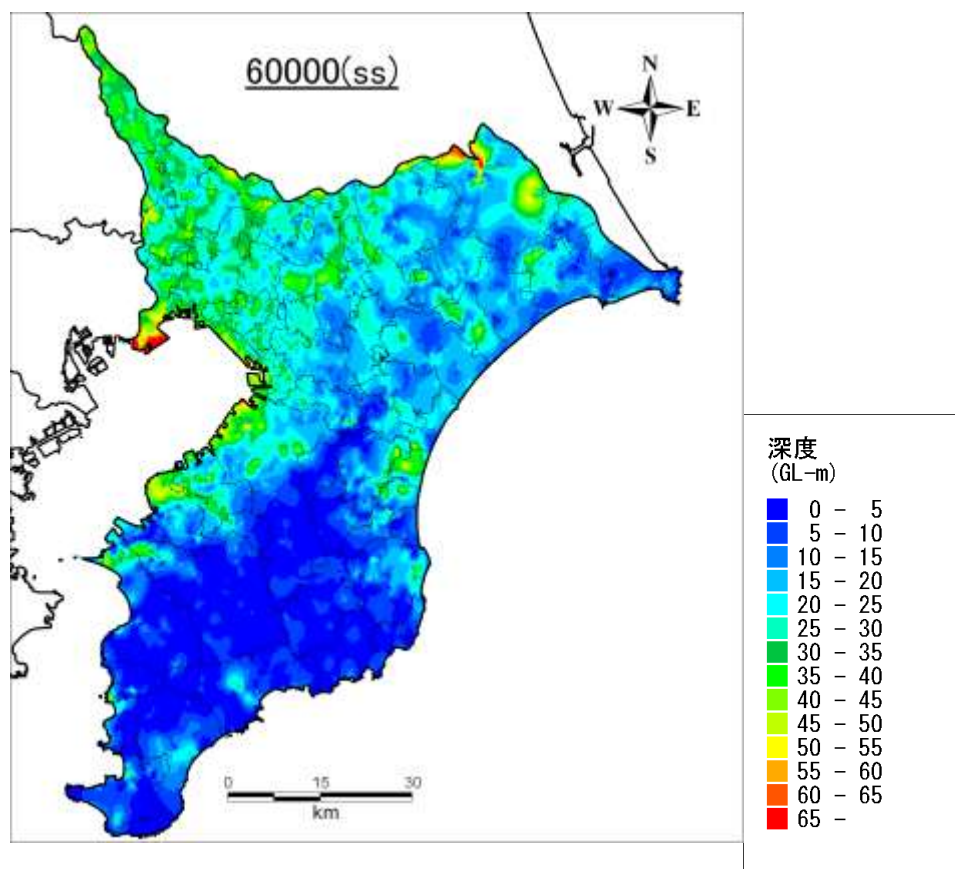 60000(ss)
N
W E
S
深度
(GL-m)
0 - 5
5 - 10
10 - 15
15 - 20
20 - 25
25 - 30
30 - 35
35 - 40
40 - 45
45 - 50
50 - 55
55 - 60
60 - 65
65 -
0 15 30
km